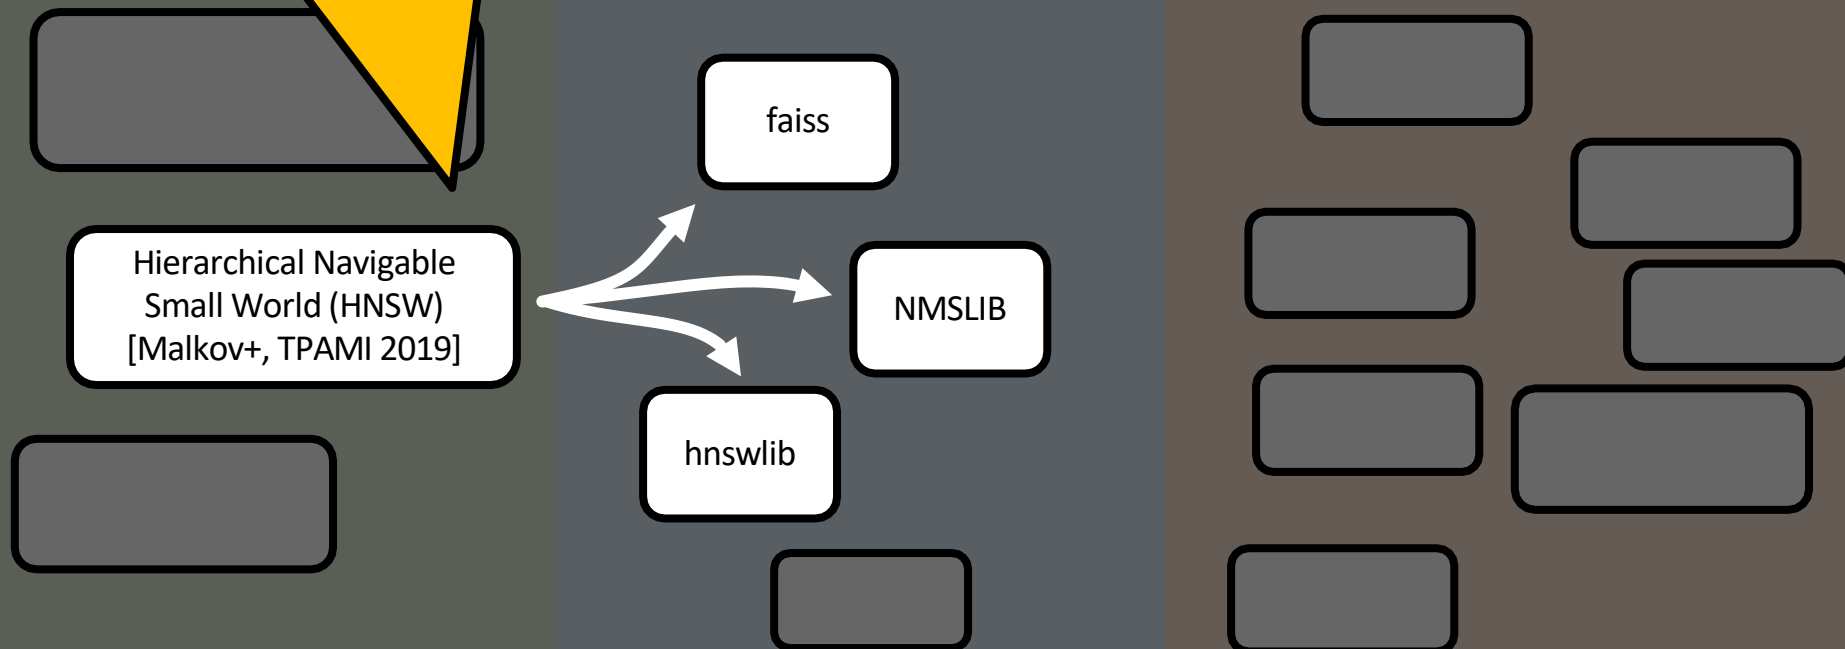 faiss
Hierarchical Navigable
Small World (HNSW)
[Malkov+, TPAMI 2019]
NMSLIB
hnswlib